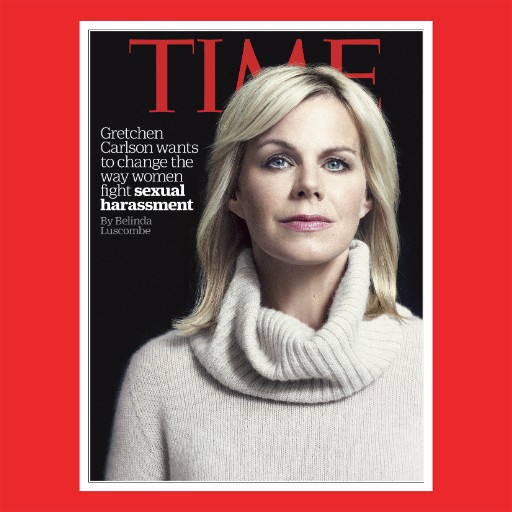 TIME
Gretchen
Carlson wants
to change the
way women
fight sexual
harassment
By Belinda
Luscombe